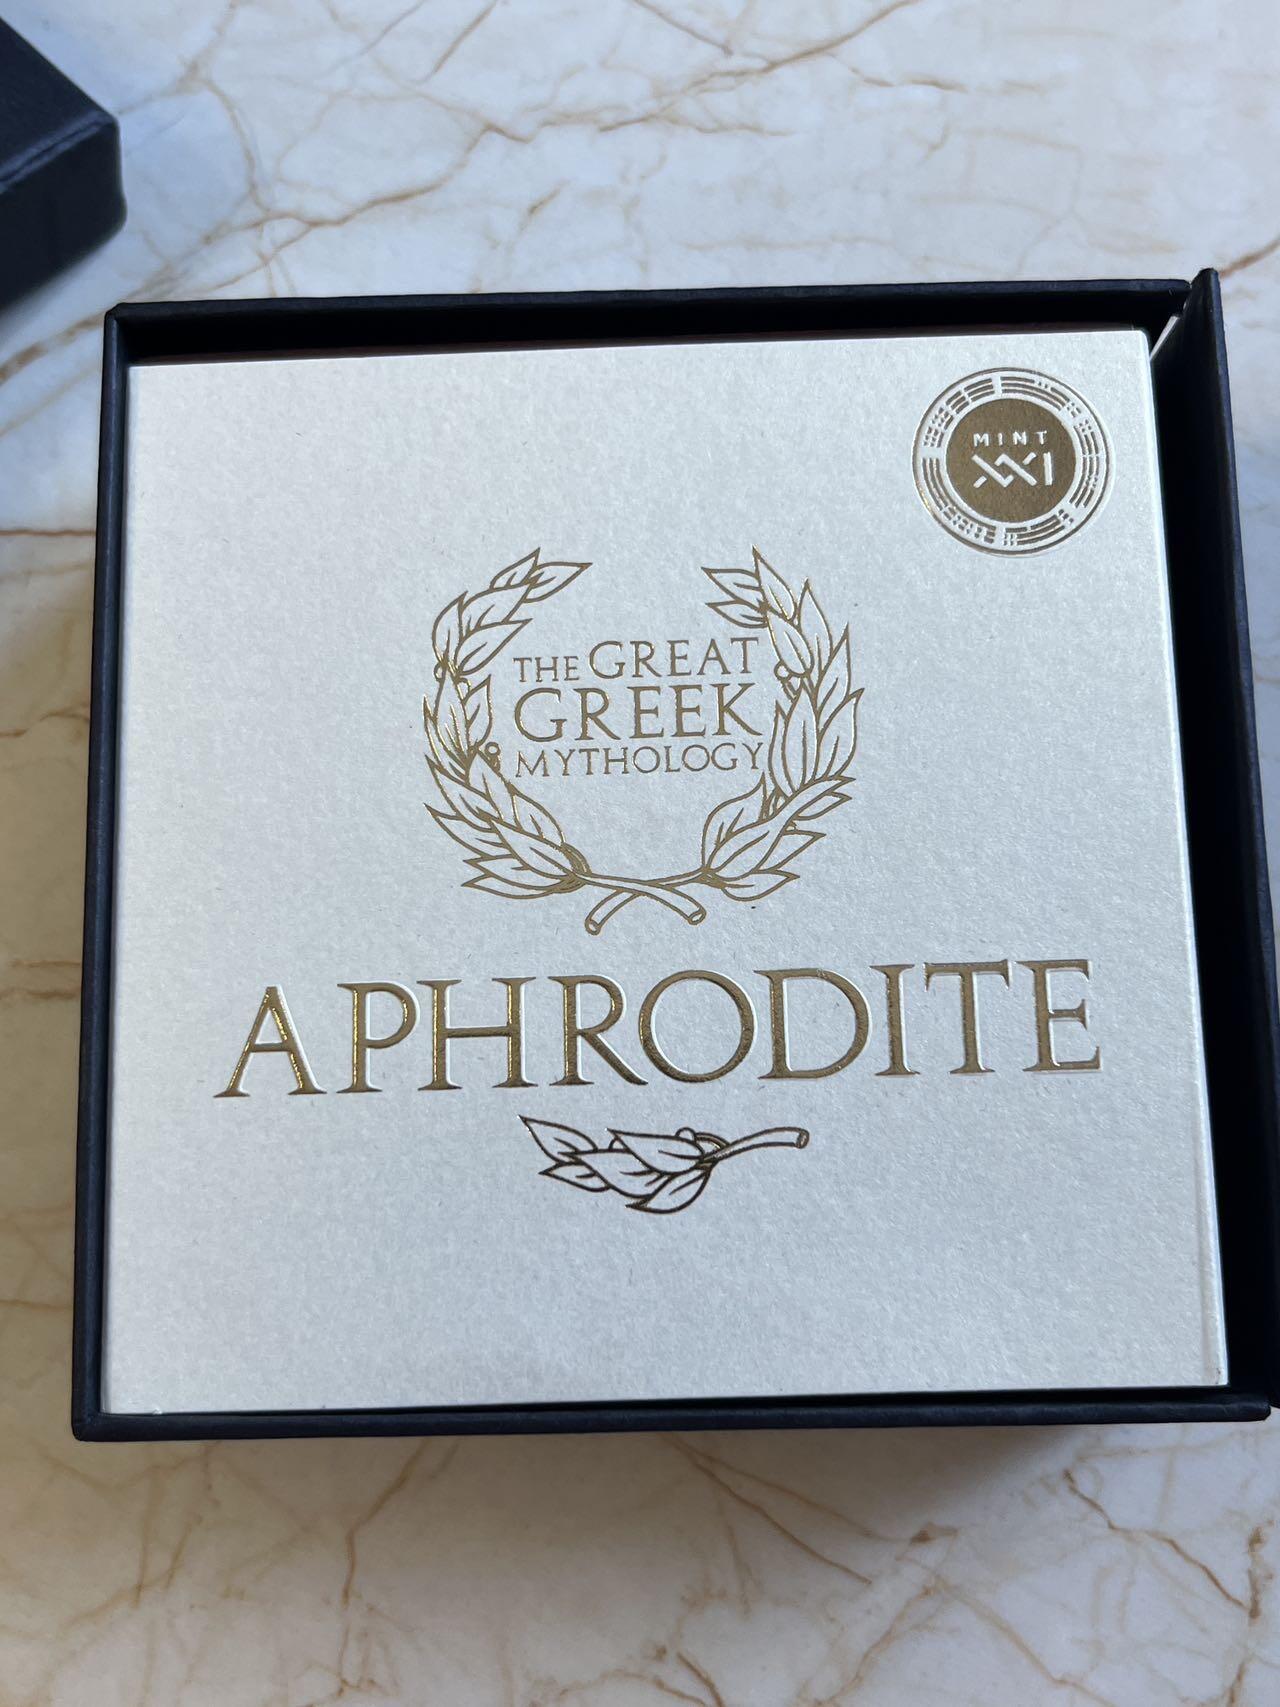 MINT
XXI
THE GREAT
GREEK
MYTHOLOGY
APHRODITE